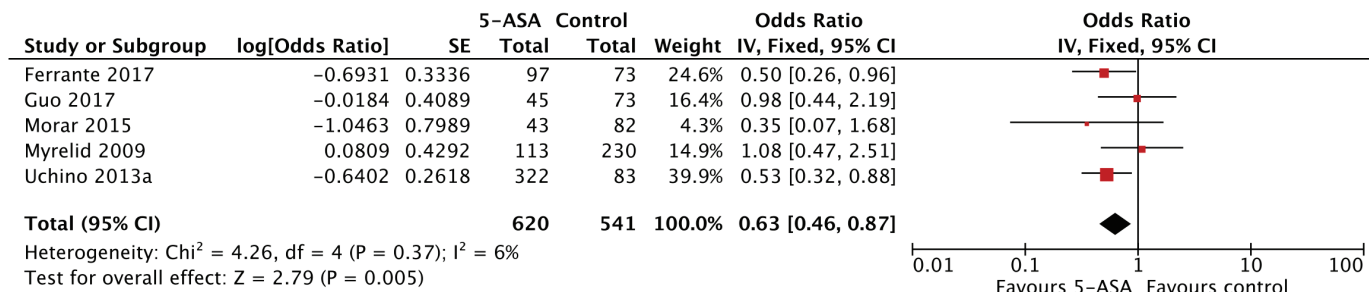 5-ASA Control Odds Ratio Odds Ratio
Study or Subgroup log[Odds Ratio] SE Total Total Weight IV, Fixed, 95% CI IV, Fixed, 95% CI
Ferrante 2017 -0.6931 0.3336 97 73 24.6% 0.50 [0.26, 0.96]
Guo 2017 -0.0184 0.4089 45 73 16.4% 0.98 [0.44, 2.19]
Morar 2015 -1.0463 0.7989 43 82 4.3% 0.35 [0.07, 1.68]
Myrelid 2009 0.0809 0.4292 113 230 14.9% 1.08 [0.47, 2.51]
Uchino 2013a -0.6402 0.2618 322 83 39.9% 0.53 [0.32, 0.88]
Total (95% CI) 620 541 100.0% 0.63 [0.46, 0.87]
Heterogeneity: Chi² = 4.26, df = 4 (P = 0.37); I² = 6%
Test for overall effect: Z = 2.79 (P = 0.005)
0.01 0.1 1 10 100
Favours 5-ASA Favours control